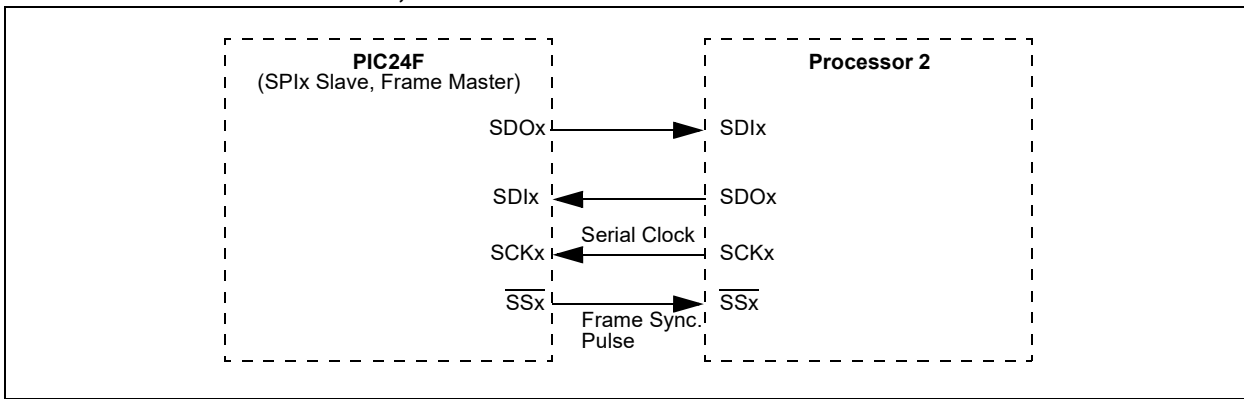 PIC24F
(SPIx Slave, Frame Master)
Processor 2
SDOx
SDIx
SDIx
SDOx
Serial Clock
SCKx
SCKx
SSx
SSx
Frame Sync.
Pulse